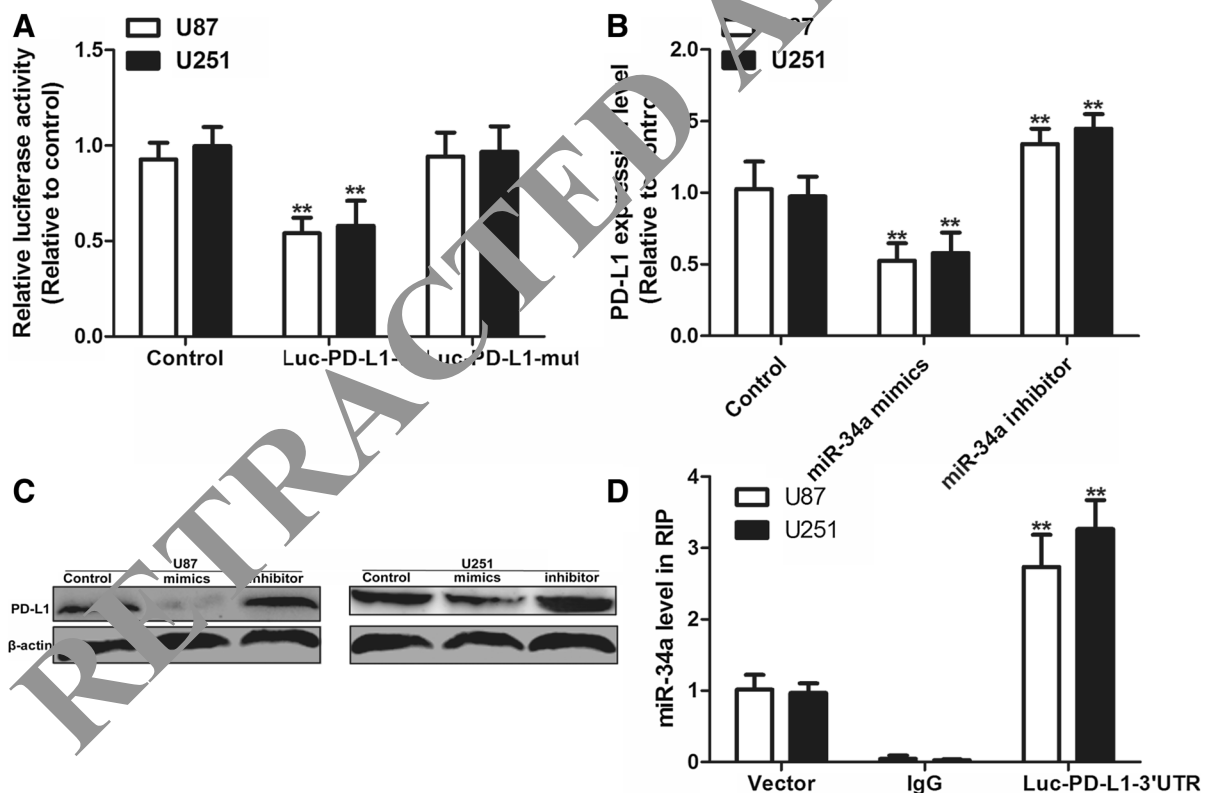 A
U87
U251
Relative luciferase activity
(Relative to control)
1.5
1.0
0.5
0.0
Control
Luc-PD-L1-
Luc-PD-L1-mut
B
U251
PD-L1 expression level
(Relative to control
2.0
1.0
0.5
0.0
**
**
**
**
**
**
Control
miR-34a mimics
miR-34a inhibitor
C
U87
Control
mimics
inhibitor
U251
Control
mimics
inhibitor
PD-L1
β-actin
D
U87
U251
miR-34a level in RIP
4
3
2
1
0
**
**
Vector
IgG
Luc-PD-L1-3'UTR
RETRACTED